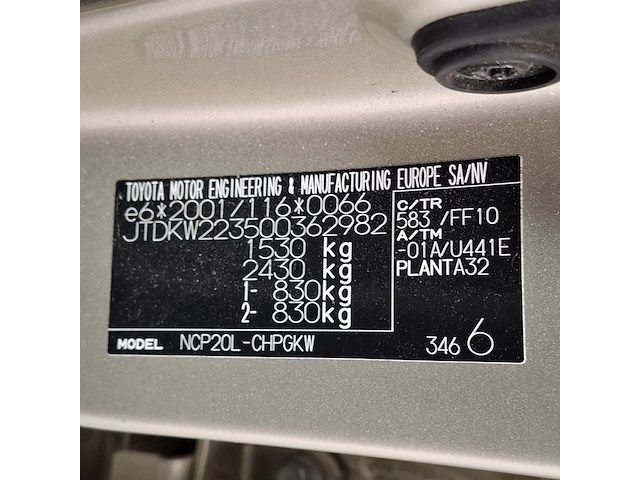 TOYOTA MOTOR ENGINEERING & MANUFACTURING EUROPE SA/NV
e6*2001/116*0066
JTDKW223500362982
1530 kg
2430 kg
1- 830kg
2- 830kg
C/TR
583 /FF10
A/TM
-01A/U441E
PLANTA32
MODEL NCP20L-CHPGKW
346 6